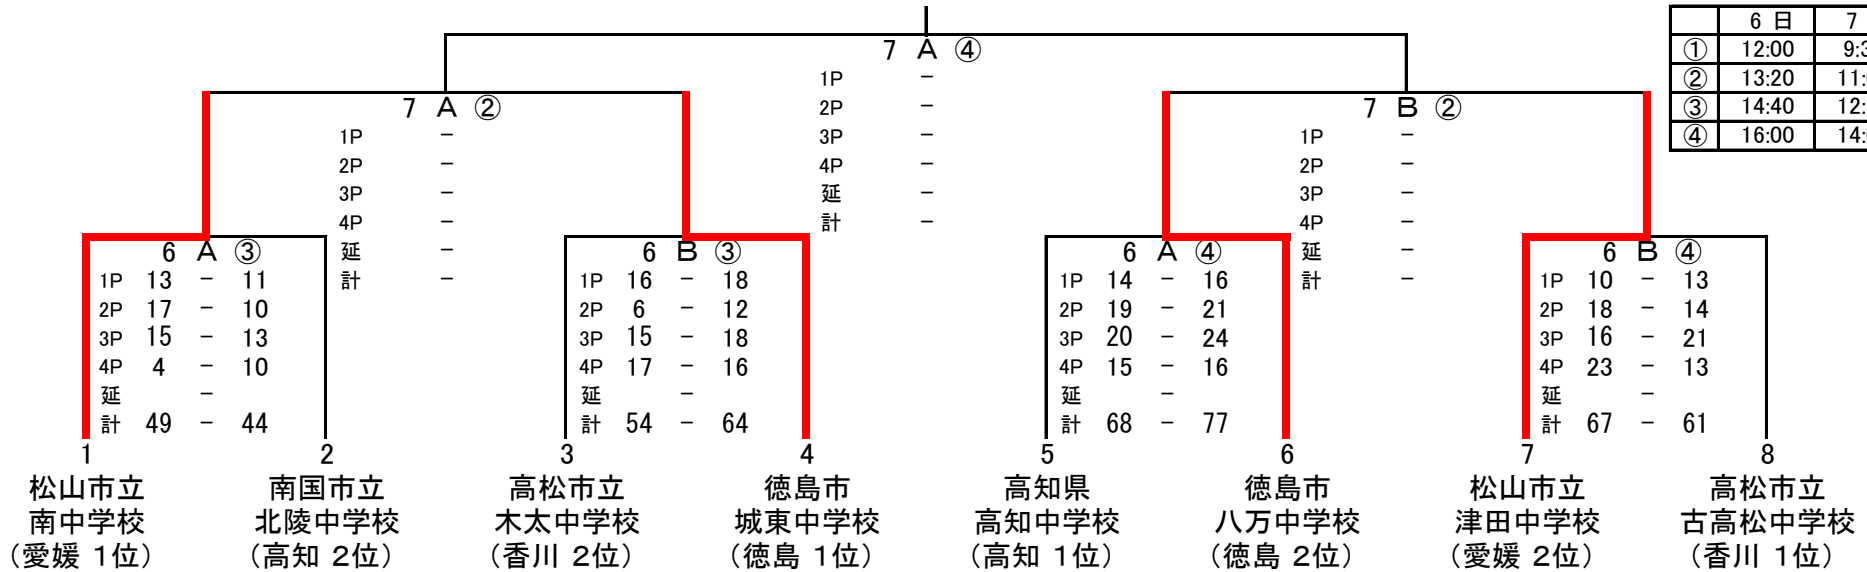 6 日 7
① 12:00 9:3
② 13:20 11:
③ 14:40 12:
④ 16:00 14:
7 A ④
1P －
2P －
3P －
4P －
延 －
計 －
7 A ②
1P －
2P －
3P －
4P －
延 －
計 －
7 B ②
1P －
2P －
3P －
4P －
延 －
計 －
6 A ③
1P 13 － 11
2P 17 － 10
3P 15 － 13
4P 4 － 10
延 －
計 49 － 44
6 B ③
1P 16 － 18
2P 6 － 12
3P 15 － 18
4P 17 － 16
延 －
計 54 － 64
6 A ④
1P 14 － 16
2P 19 － 21
3P 20 － 24
4P 15 － 16
延 －
計 68 － 77
6 B ④
1P 10 － 13
2P 18 － 14
3P 16 － 21
4P 23 － 13
延 －
計 67 － 61
1
松山市立
南中学校
（愛媛 1位）
2
南国市立
北陵中学校
（高知 2位）
3
高松市立
木太中学校
（香川 2位）
4
徳島市
城東中学校
（徳島 1位）
5
高知県
高知中学校
（高知 1位）
6
徳島市
八万中学校
（徳島 2位）
7
松山市立
津田中学校
（愛媛 2位）
8
高松市立
古高松中学校
（香川 1位）